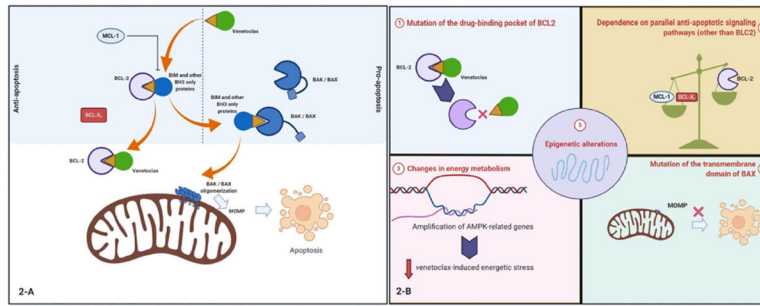 Venetoclax
MCL-1
BCL-2
BIM and other
BH3 only
proteins
BIM and other
BH3 only
proteins
BAK / BAX
BAK / BAX
BCL-XL
Anti-apoptosis
Pro-apoptosis
BCL-2
Venetoclax
BAK / BAX
oligomerization
MOMP
Apoptosis
2-A
1 Mutation of the drug-binding pocket of BCL2
BCL-2
Venetoclax
Dependence on parallel anti-apoptotic signaling
pathways (other than BLC2)
BCL-2
MCL-1
BCL-XL
5
Epigenetic alterations
3 Changes in energy metabolism
Amplification of AMPK-related genes
venetoclax-induced energetic stress
2-B
Mutation of the transmembrane
domain of BAX
MOMP